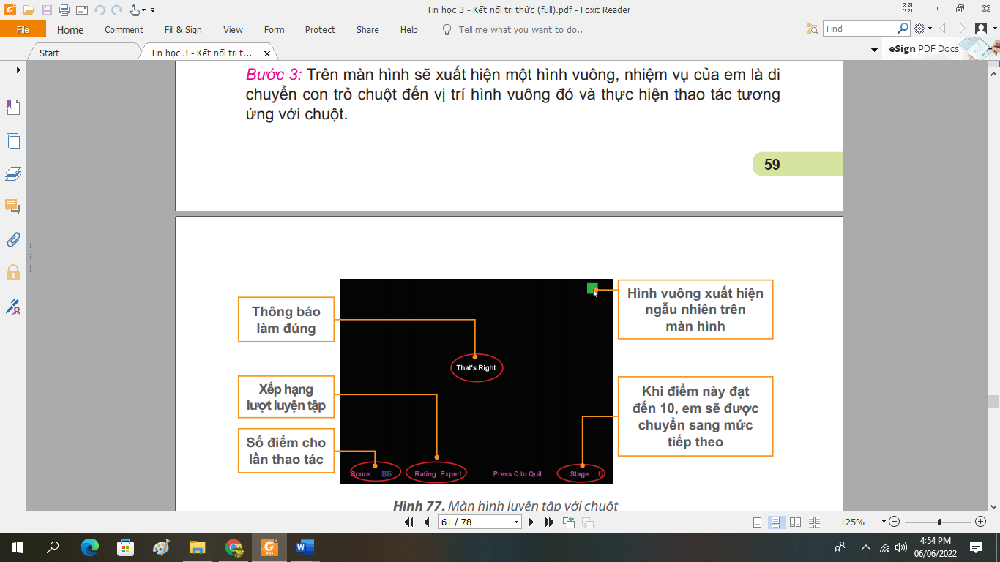 Tin học 3 - Kết nối tri thức (full).pdf - Foxit Reader
File Home Comment Fill & Sign View Form Protect Share Help Tell me what you want to do.. Find
Start Tin học 3 - Kết nối tri t... eSign PDF Docs
Bước 3: Trên màn hình sẽ xuất hiện một hình vuông, nhiệm vụ của em là di
chuyển con trỏ chuột đến vị trí hình vuông đó và thực hiện thao tác tương
ứng với chuột.
59
Thông báo
làm đúng
Hình vuông xuất hiện
ngẫu nhiên trên
màn hình
That's Right
Xếp hạng
lượt luyện tập
Khi điểm này đạt
đến 10, em sẽ được
chuyển sang mức
tiếp theo
Số điểm cho
lần thao tác
Score: 86 Rating: Expert Press Q to Quit Stage: 6
Hình 77. Màn hình luyện tập với chuột
61 / 78 125%
PDF
4:54 PM
06/06/2022